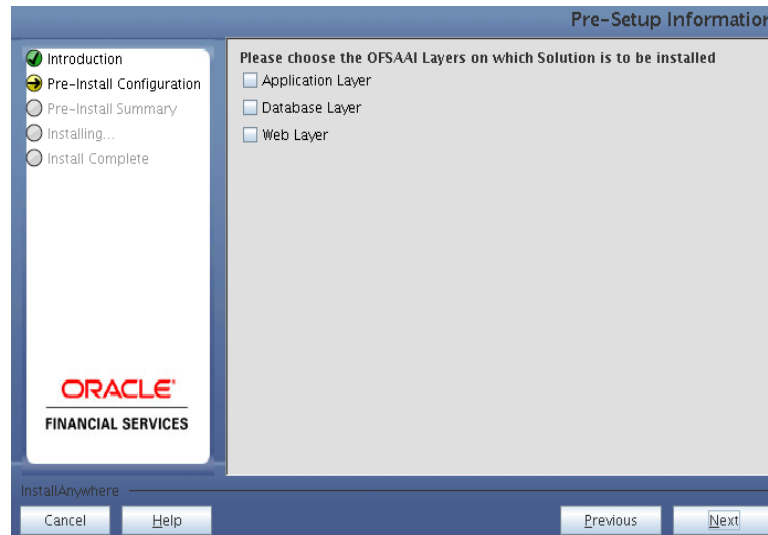 Pre-Setup Information
Introduction
Pre-Install Configuration
Pre-Install Summary
Installing...
Install Complete
Please choose the OFSAAI Layers on which Solution is to be installed
Application Layer
Database Layer
Web Layer
ORACLE
FINANCIAL SERVICES
InstallAnywhere
Cancel
Help
Previous
Next